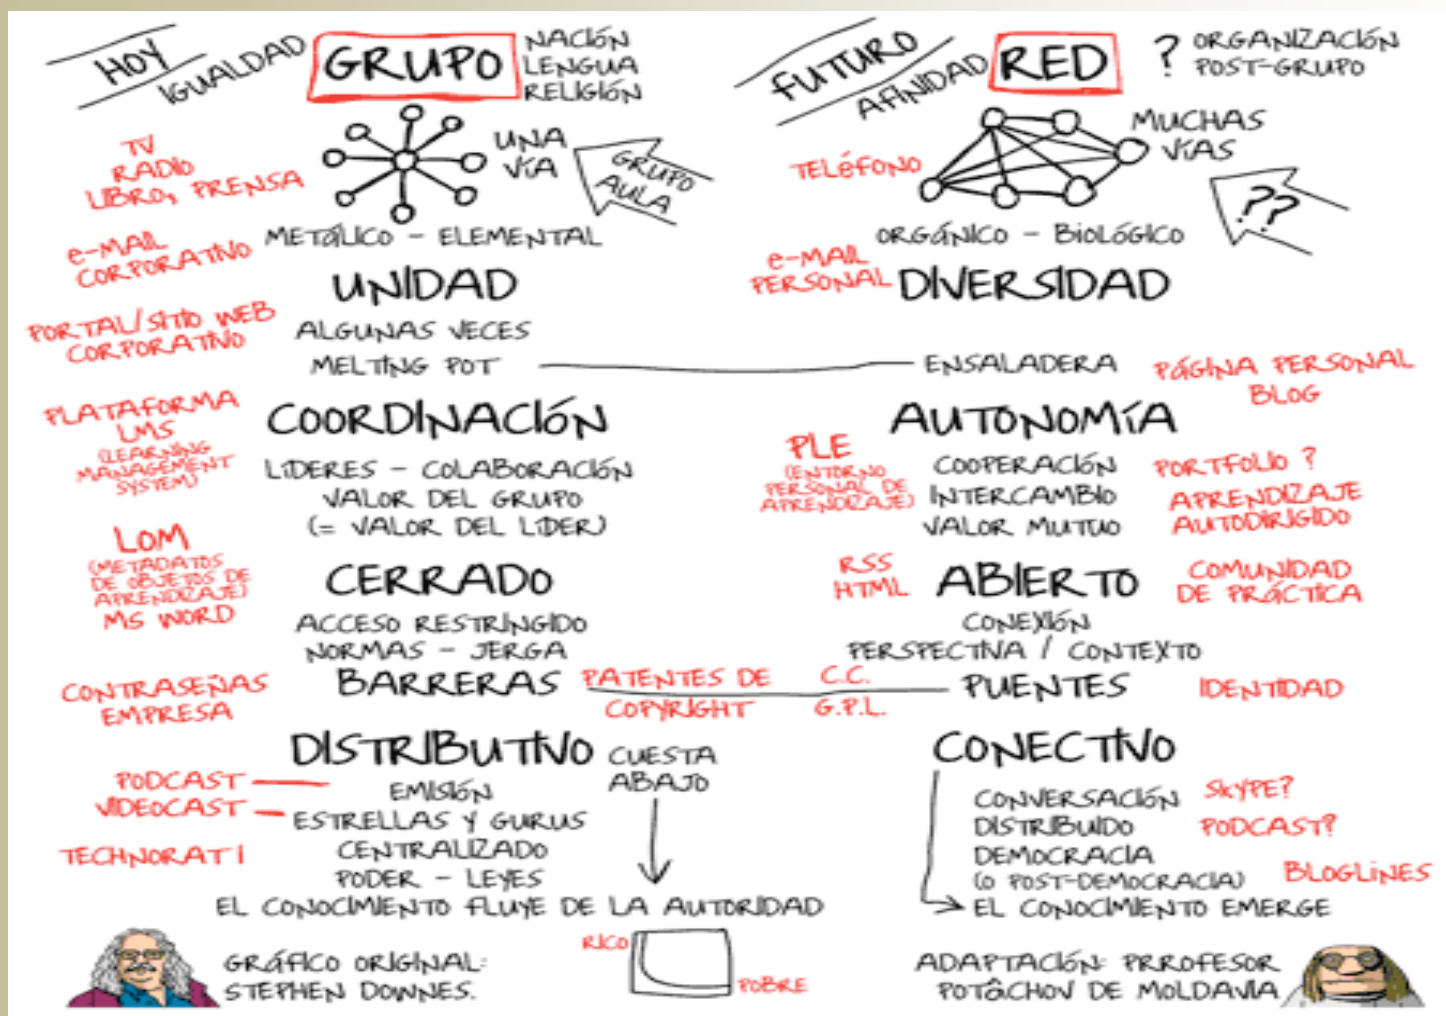 HOY
IGUALDAD
GRUPO
NACIÓN
LENGUA
RELIGIÓN
UNA
VÍA
GRUPO
AULA
TV
RADIO
LIBRO, PRENSA
e-MAIL
CORPORATIVO
METÁLICO - ELEMENTAL
UNIDAD
PORTAL/SITIO WEB
CORPORATIVO
ALGUNAS VECES
MELTING POT
PLATAFORMA
LMS
(LEARNING
MANAGEMENT
SYSTEM)
COORDINACIÓN
LÍDERES - COLABORACIÓN
VALOR DEL GRUPO
(= VALOR DEL LÍDER)
LOM
(METADATOS
DE OBJETOS DE
APRENDIZAJE)
MS WORD
CERRADO
ACCESO RESTRINGIDO
NORMAS - JERGA
CONTRASEÑAS
EMPRESA
BARRERAS
PATENTES DE
COPYRIGHT
C.C.
G.P.L.
DISTRIBUTIVO
CUESTA
ABAJO
PODCAST
VIDEOCAST
TECHNORATI
EMISIÓN
ESTRELLAS Y GURUS
CENTRALIZADO
PODER - LEYES
EL CONOCIMIENTO FLUYE DE LA AUTORIDAD
RICO
POBRE
GRÁFICO ORIGINAL:
STEPHEN DOWNES.
FUTURO
AFINIDAD
RED
? ORGANIZACIÓN
POST-GRUPO
MUCHAS
VÍAS
??
TELÉFONO
ORGÁNICO - BIOLÓGICO
e-MAIL
PERSONAL
DIVERSIDAD
ENSALADERA
PÁGINA PERSONAL
BLOG
AUTONOMÍA
PLE
(ENTORNO
PERSONAL DE
APRENDIZAJE)
COOPERACIÓN
INTERCAMBIO
VALOR MUTUO
PORTFOLIO ?
APRENDIZAJE
AUTODIRIGIDO
RSS
HTML
ABIERTO
COMUNIDAD
DE PRÁCTICA
CONEXIÓN
PERSPECTIVA / CONTEXTO
PUENTES
IDENTIDAD
CONECTIVO
CONVERSACIÓN
DISTRIBUIDO
DEMOCRACIA
(O POST-DEMOCRACIA)
EL CONOCIMIENTO EMERGE
SKYPE?
PODCAST?
BLOGLINES
ADAPTACIÓN: PRROFESOR
POTÂCHOV DE MOLDAVIA